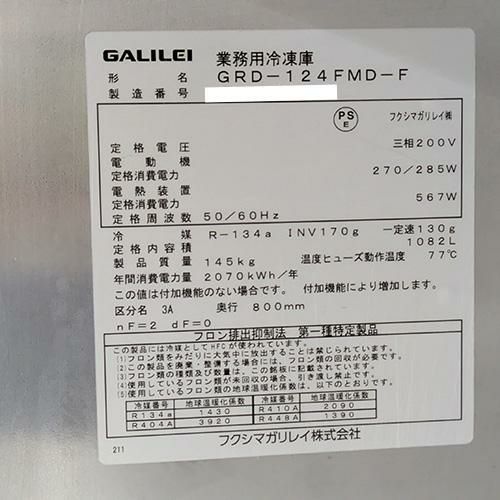 GALILEI 業務用冷凍庫
形名 GRD-124FMD-F
製造番号
PS E フクシマガリレイ㈱
定格電圧 三相200V
電動機
定格消費電力 270/285W
電熱装置
定格消費電力 567W
定格周波数 50/60Hz
冷媒 R-134a INV170g 一定速130g
定格内容積 1082L
製品質量 145kg 温度ヒューズ動作温度 77℃
年間消費電力量 2070kWh/年
この値は付加機能のない場合です。 付加機能により増加します。
区分名 3A 奥行 800mm
nF=2 dF=0
フロン排出抑制法 第一種特定製品
この製品には冷媒としてHFCが使われています。
(1)フロン類をみだりに大気中に放出することは禁じられています。
(2)この製品を廃棄・整備する場合には、フロン類の回収が必要です。
(3)フロン類の種類及び数量は、この銘板に記載されています。
(4)使用しているフロン類が未回収の場合、引き渡し禁止です。
(5)使用しているフロン類の地球温暖化係数は、以下のとおりです。
冷媒番号 地球温暖化係数 冷媒番号 地球温暖化係数
R134a 1430 R410A 2090
R404A 3920 R448A 1390
フクシマガリレイ株式会社
211